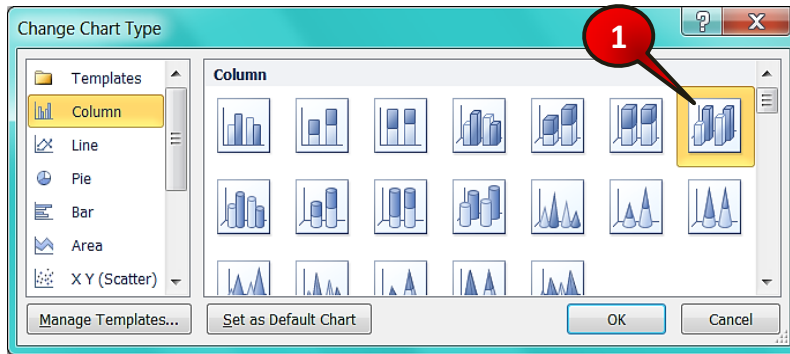 Change Chart Type
1
Templates
Column
Line
Pie
Bar
Area
X Y (Scatter)
Column
Manage Templates...
Set as Default Chart
OK
Cancel